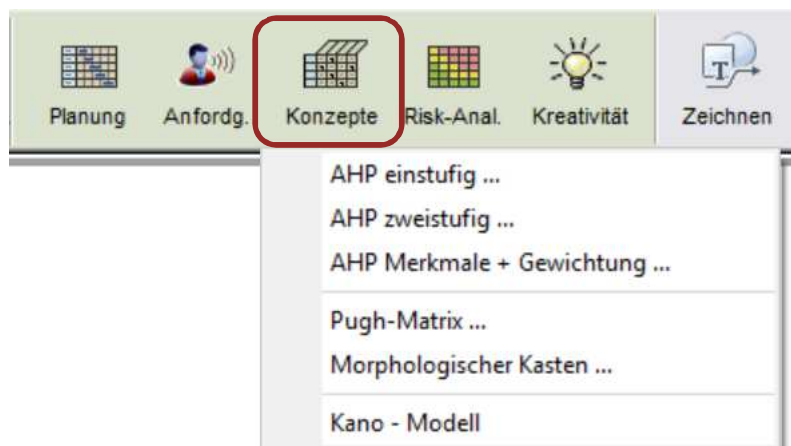 Planung Anfordg. Konzepte Risk-Anal. Kreativität T Zeichnen
AHP einstufig ...
AHP zweistufig ...
AHP Merkmale + Gewichtung ...
Pugh-Matrix ...
Morphologischer Kasten ...
Kano - Modell